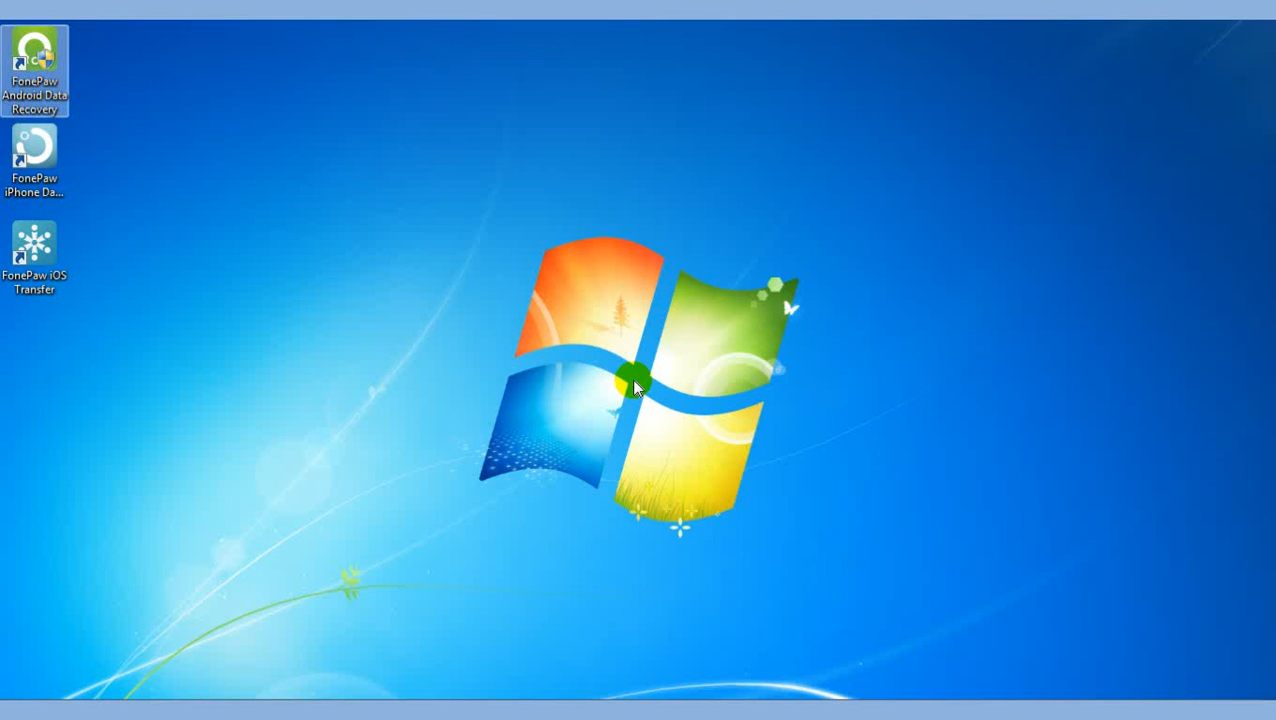 FonePaw
Android Data
Recovery
FonePaw
iPhone Da...
FonePaw iOS
Transfer